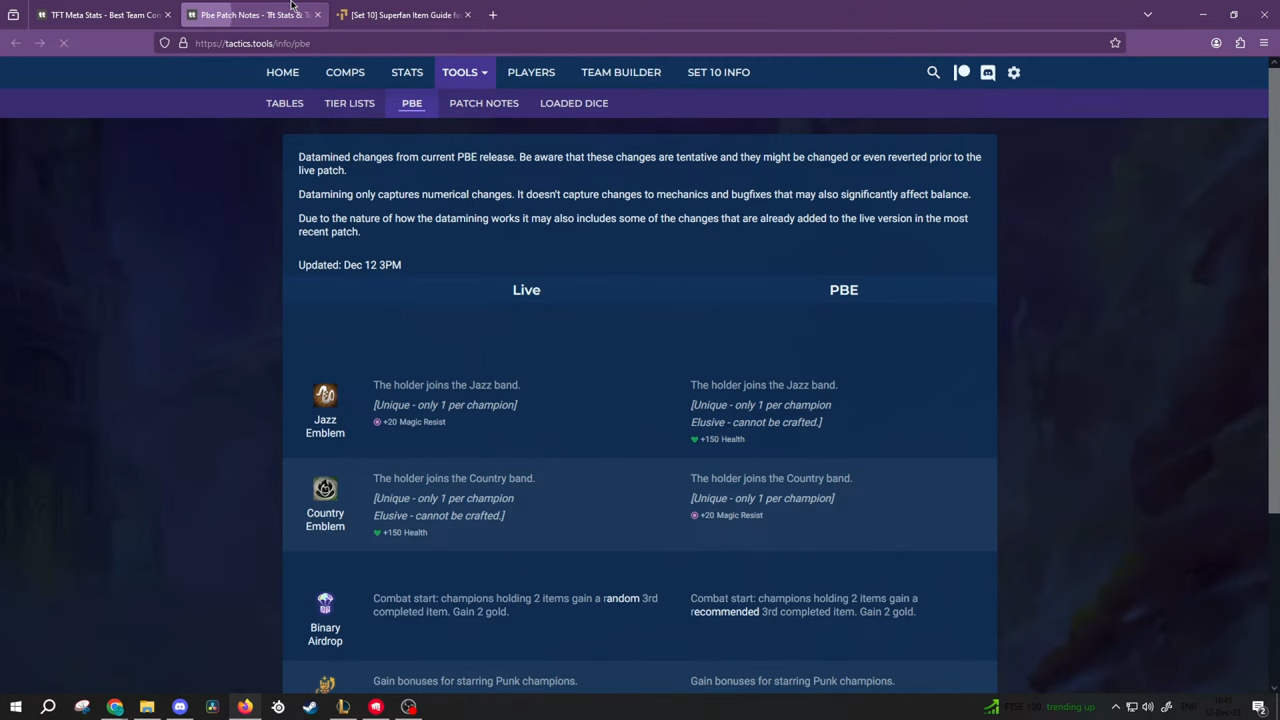 TFT Meta Stats - Best Team Con
Pbe Patch Notes - Tft Stats & T
[Set 10] Superfan Item Guide fo
https://tactics.tools/info/pbe
HOME COMPS STATS TOOLS PLAYERS TEAM BUILDER SET 10 INFO
TABLES TIER LISTS PBE PATCH NOTES LOADED DICE
Datamined changes from current PBE release. Be aware that these changes are tentative and they might be changed or even reverted prior to the
live patch.
Datamining only captures numerical changes. It doesn't capture changes to mechanics and bugfixes that may also significantly affect balance.
Due to the nature of how the datamining works it may also includes some of the changes that are already added to the live version in the most
recent patch.
Updated: Dec 12 3PM
Live PBE
Jazz
Emblem
The holder joins the Jazz band.
[Unique - only 1 per champion]
+20 Magic Resist
The holder joins the Jazz band.
[Unique - only 1 per champion
Elusive - cannot be crafted.]
+150 Health
Country
Emblem
The holder joins the Country band.
[Unique - only 1 per champion
Elusive - cannot be crafted.]
+150 Health
The holder joins the Country band.
[Unique - only 1 per champion]
+20 Magic Resist
Binary
Airdrop
Combat start: champions holding 2 items gain a random 3rd
completed item. Gain 2 gold.
Combat start: champions holding 2 items gain a
recommended 3rd completed item. Gain 2 gold.
Gain bonuses for starring Punk champions.
Gain bonuses for starring Punk champions.
FTSE 100 trending up
ENG
16:45
2